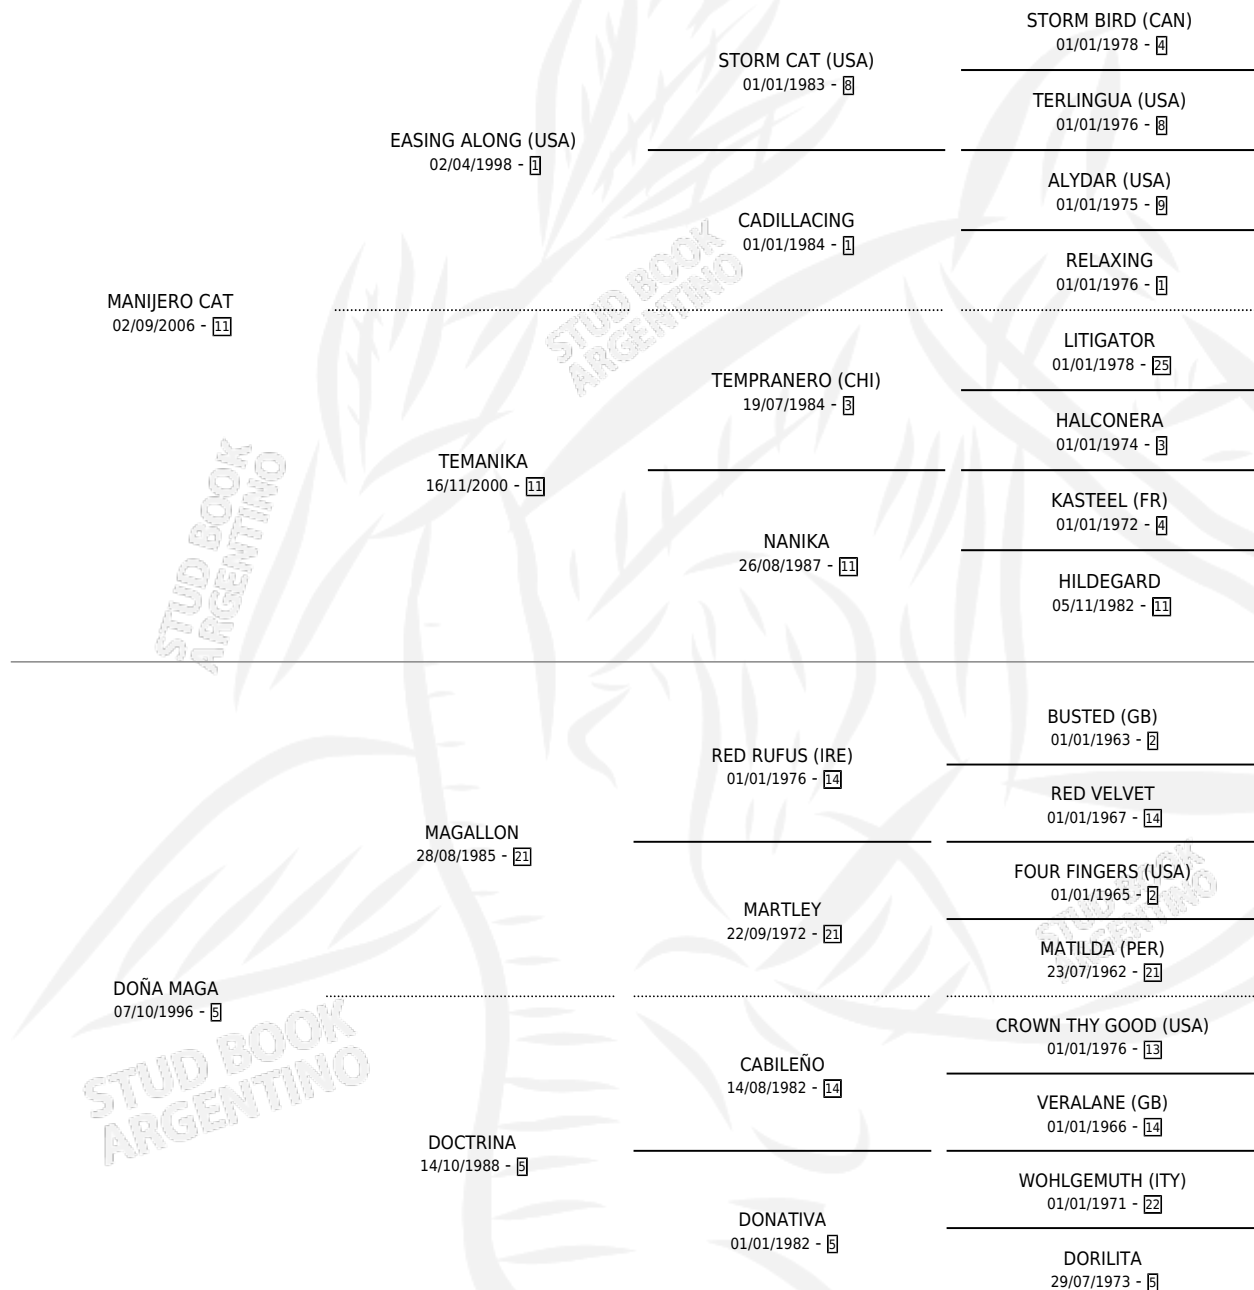 STORM BIRD (CAN)
01/01/1978 - 4
STORM CAT (USA)
01/01/1983 - 8
TERLINGUA (USA)
01/01/1976 - 8
EASING ALONG (USA)
02/04/1998 - 1
ALYDAR (USA)
01/01/1975 - 9
CADILLACING
01/01/1984 - 1
RELAXING
01/01/1976 - 1
MANIJERO CAT
02/09/2006 - 11
STUD BOOK
ARGENTINO
LITIGATOR
01/01/1978 - 25
TEMPRANERO (CHI)
19/07/1984 - 3
HALCONERA
01/01/1974 - 3
TEMANIKA
16/11/2000 - 11
KASTEEL (FR)
01/01/1972 - 4
NANIKA
26/08/1987 - 11
HILDEGARD
05/11/1982 - 11
STUD BOOK
ARGENTINO
BUSTED (GB)
01/01/1963 - 2
RED RUFUS (IRE)
01/01/1976 - 14
RED VELVET
01/01/1967 - 14
MAGALLON
28/08/1985 - 21
FOUR FINGERS (USA)
01/01/1965 - 2
MARTLEY
22/09/1972 - 21
STUD BOOK
ARGENTINO
MATILDA (PER)
23/07/1962 - 21
DOÑA MAGA
07/10/1996 - 5
CROWN THY GOOD (USA)
01/01/1976 - 13
CABILEÑO
14/08/1982 - 14
STUD BOOK
ARGENTINO
VERALANE (GB)
01/01/1966 - 14
DOCTRINA
14/10/1988 - 5
WOHLGEMUTH (ITY)
01/01/1971 - 22
DONATIVA
01/01/1982 - 5
DORILITA
29/07/1973 - 5